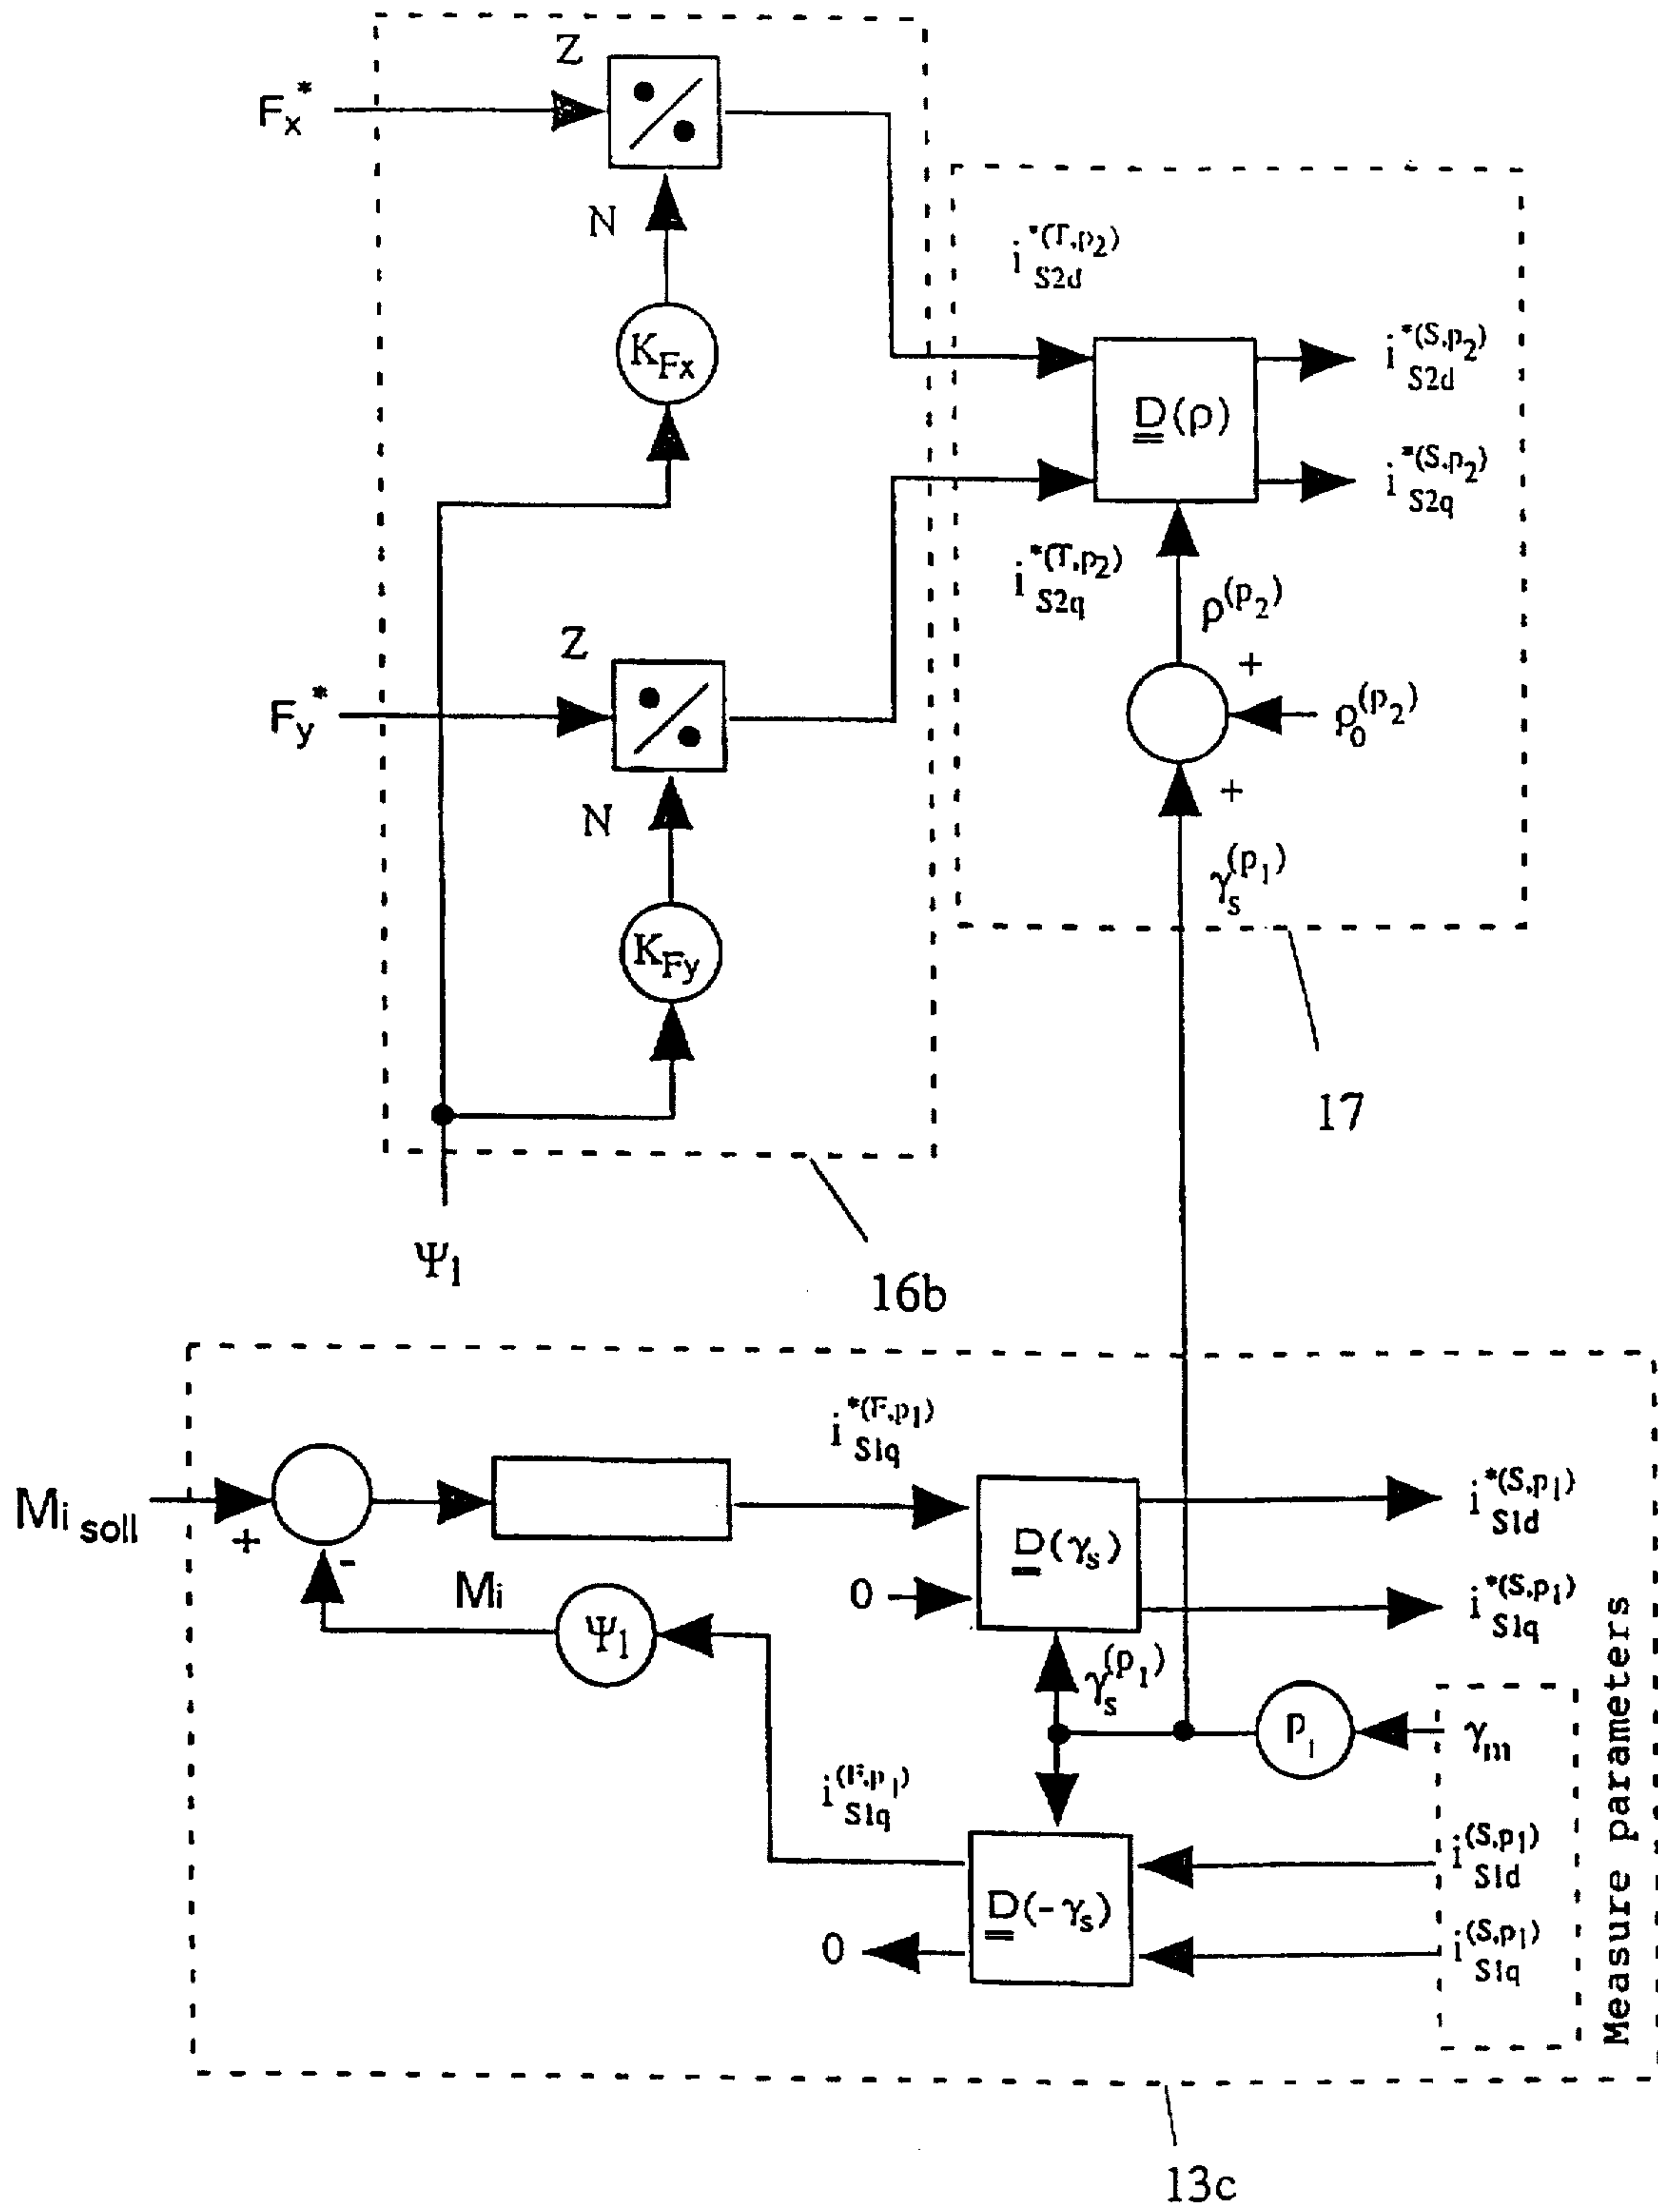 Z
Fx*
N
KFx
i*(T,p2)S2d
i*(S,p2)S2d
D(ρ)
i*(S,p2)S2q
i*(T,p2)S2q
ρ(p2)
Z
+
Fy*
ρ0(p2)
N
+
γs(p1)
KFy
17
Ψ1
16b
i*(F,p1)S1q
Mi soll
+
-
D(γs)
i*(S,p1)S1d
Mi
0
i*(S,p1)S1q
Ψ1
γs(p1)
P1
γm
Measure parameters
i(F,p1)S1q
i(S,p1)S1d
D(-γs)
0
i(S,p1)S1q
13c